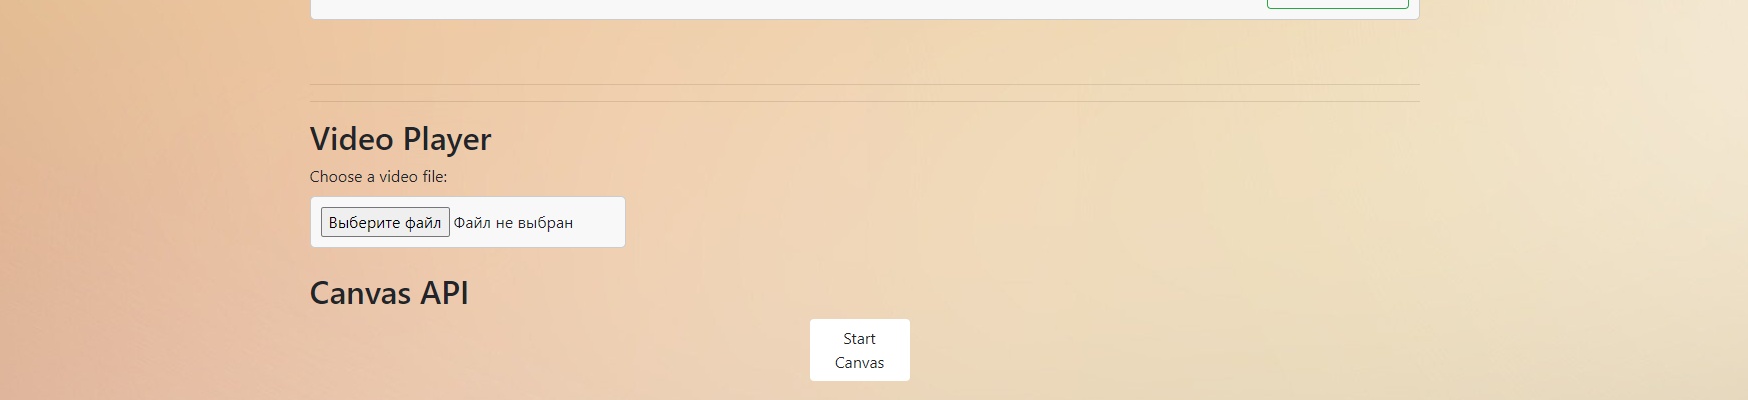 Video Player
Choose a video file:
Выберите файл Файл не выбран
Canvas API
Start
Canvas